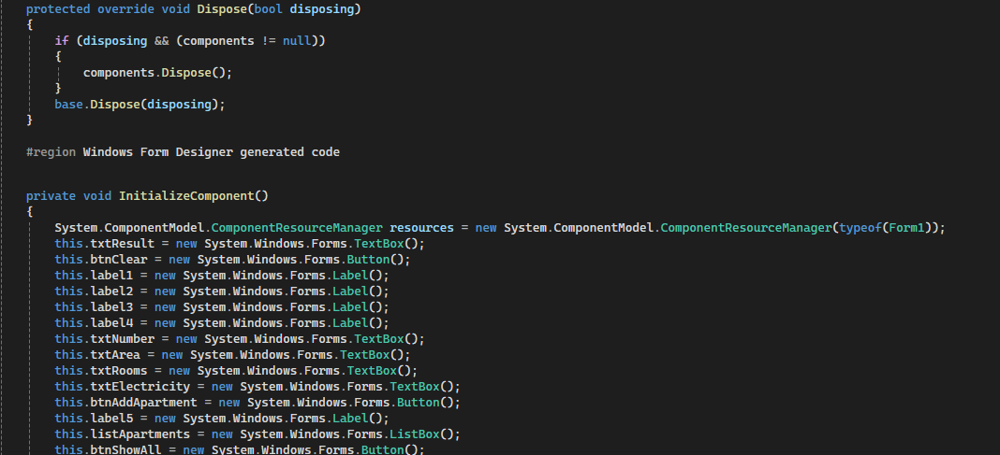 protected override void Dispose(bool disposing)
{
if (disposing && (components != null))
{
components.Dispose();
}
base.Dispose(disposing);
}
#region Windows Form Designer generated code
private void InitializeComponent()
{
System.ComponentModel.ComponentResourceManager resources = new System.ComponentModel.ComponentResourceManager(typeof(Form1));
this.txtResult = new System.Windows.Forms.TextBox();
this.btnClear = new System.Windows.Forms.Button();
this.label1 = new System.Windows.Forms.Label();
this.label2 = new System.Windows.Forms.Label();
this.label3 = new System.Windows.Forms.Label();
this.label4 = new System.Windows.Forms.Label();
this.txtNumber = new System.Windows.Forms.TextBox();
this.txtArea = new System.Windows.Forms.TextBox();
this.txtRooms = new System.Windows.Forms.TextBox();
this.txtElectricity = new System.Windows.Forms.TextBox();
this.btnAddApartment = new System.Windows.Forms.Button();
this.label5 = new System.Windows.Forms.Label();
this.listApartments = new System.Windows.Forms.ListBox();
this.btnShowAll = new System.Windows.Forms.Button();